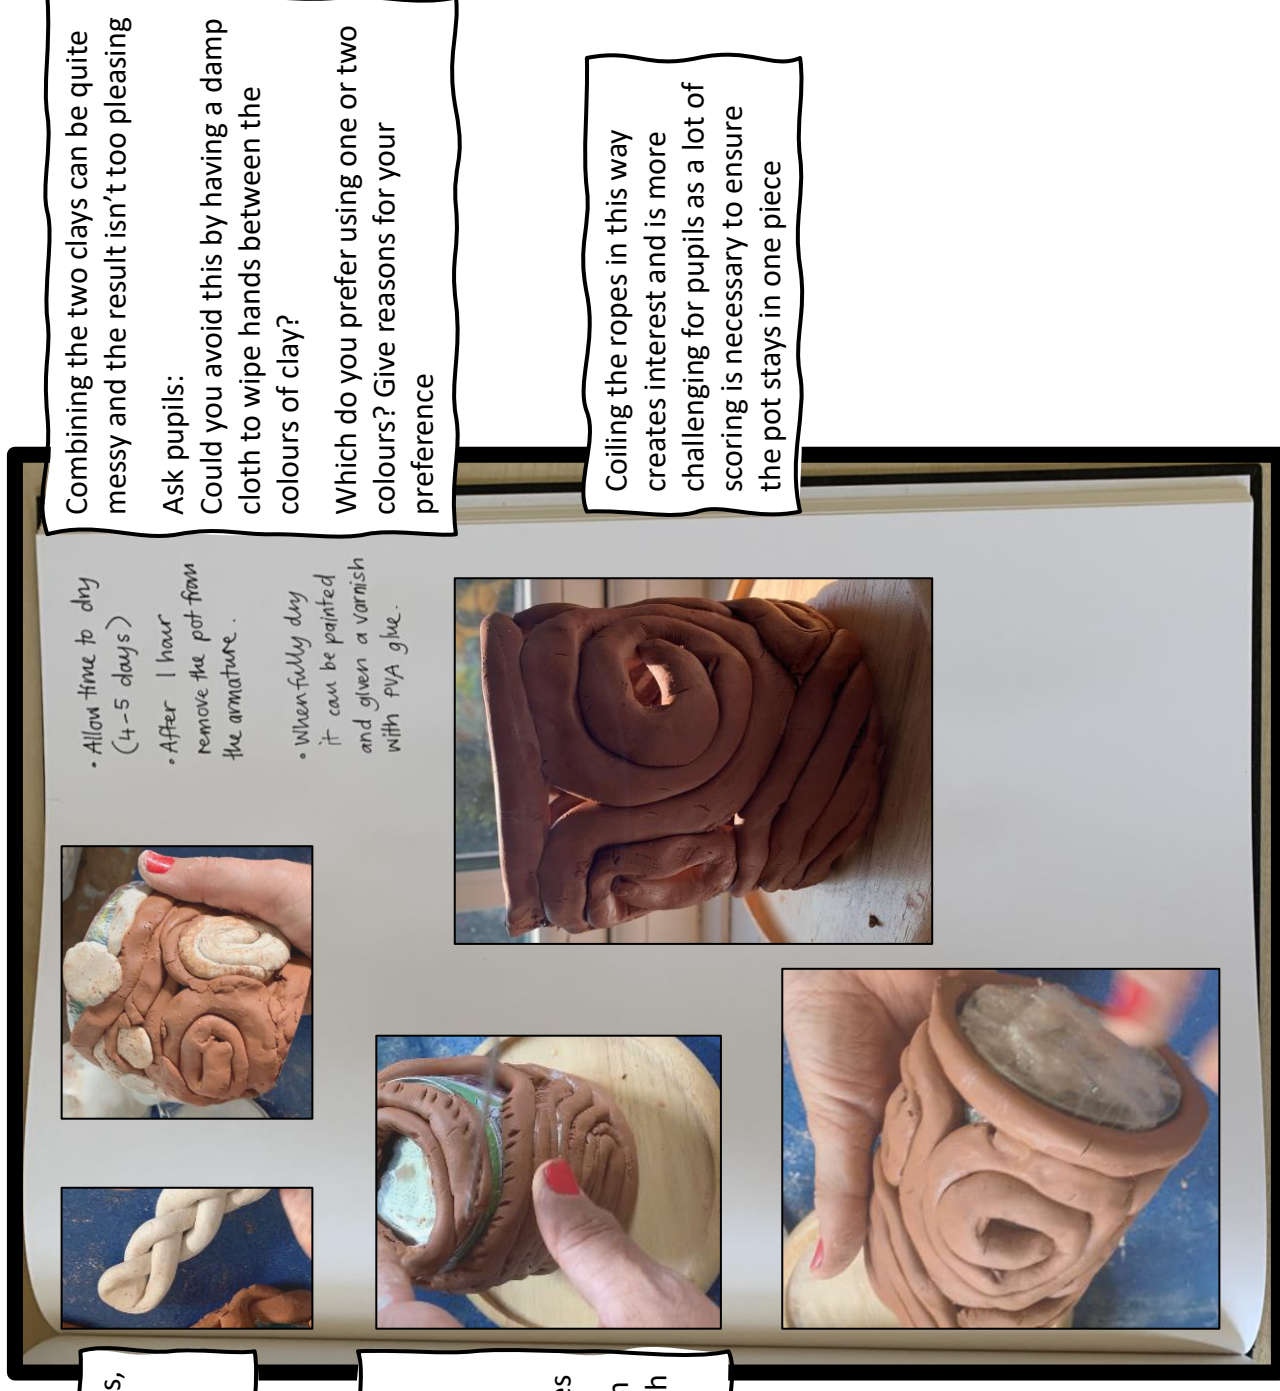 Combining the two clays can be quite
messy and the result isn't too pleasing
Ask pupils:
Could you avoid this by having a damp
cloth to wipe hands between the
colours of clay?
Which do you prefer using one or two
colours? Give reasons for your
preference
Coiling the ropes in this way
creates interest and is more
challenging for pupils as a lot of
scoring is necessary to ensure
the pot stays in one piece
• Allow time to dry
(4-5 days)
• After 1 hour
remove the pot from
the armature.
• When fully dry
it can be painted
and given a varnish
with PVA glue.
s,
es
n
h